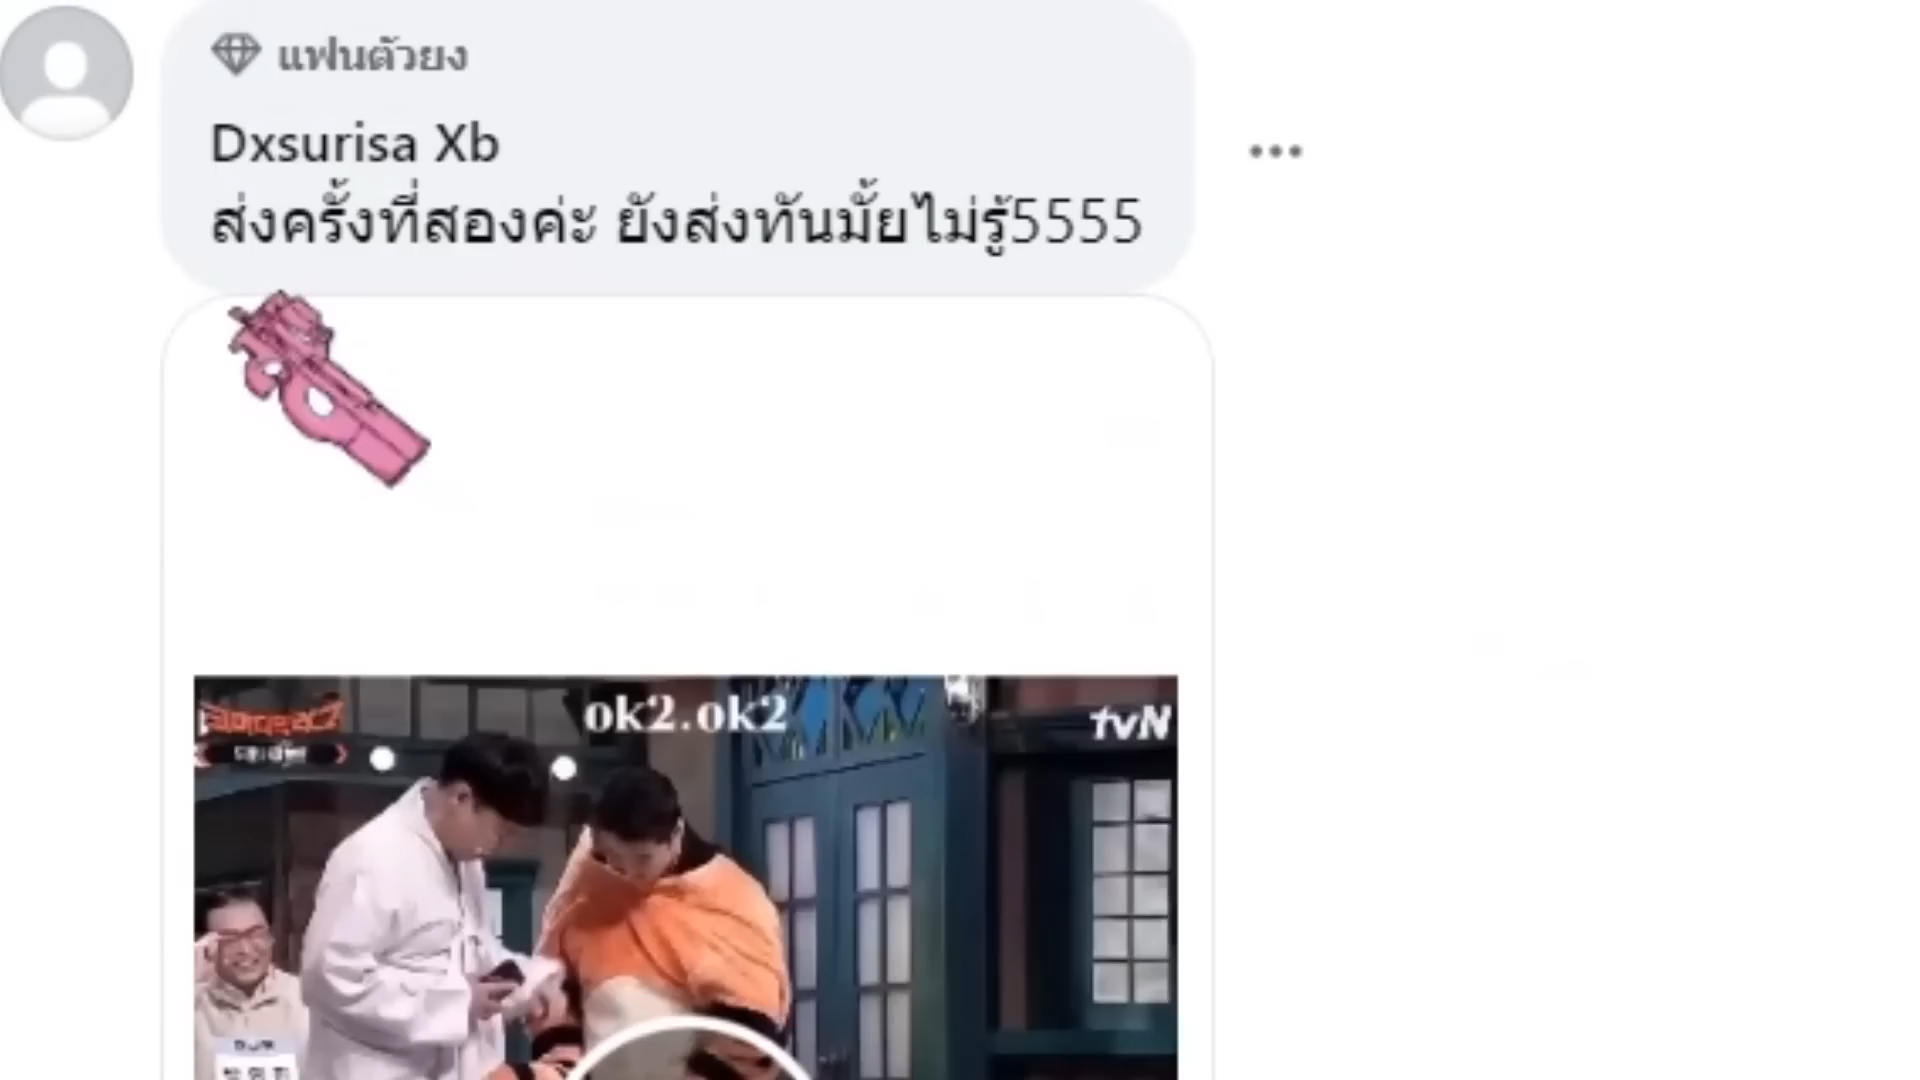 แฟนตัวยง
Dxsurisa Xb
ส่งครั้งที่สองค่ะ ยังส่งทันมั้ยไม่รู้5555
ok2.ok2
tvN